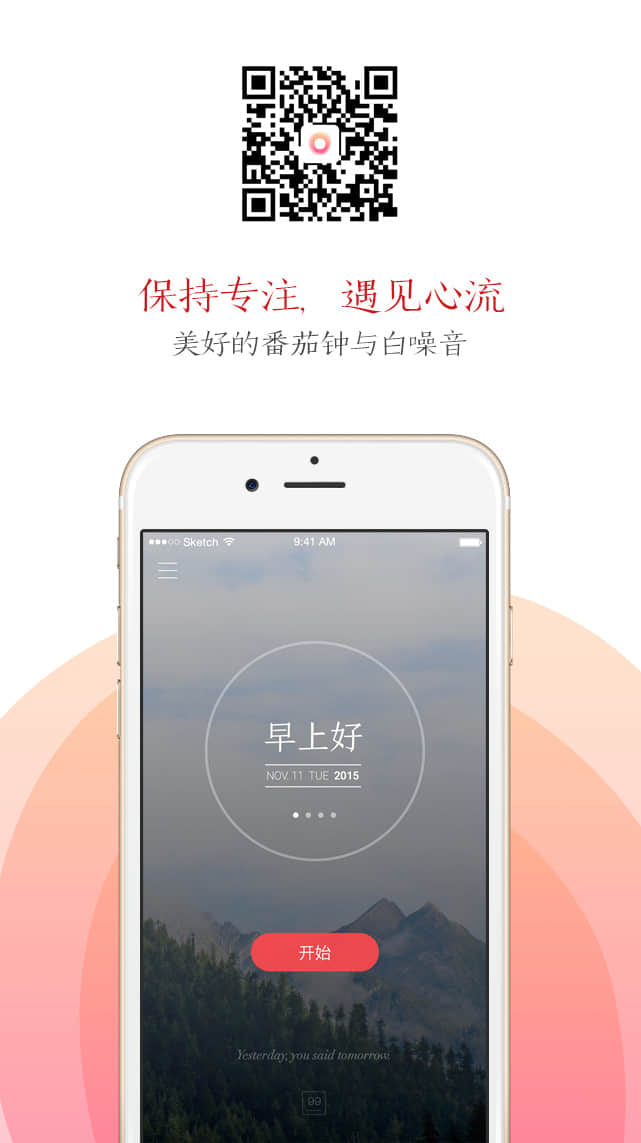 保持专注, 遇见心流
美好的番茄钟与白噪音
Sketch 9:41 AM
早上好
NOV. 11 TUE 2015
开始
Yesterday, you said tomorrow.
99